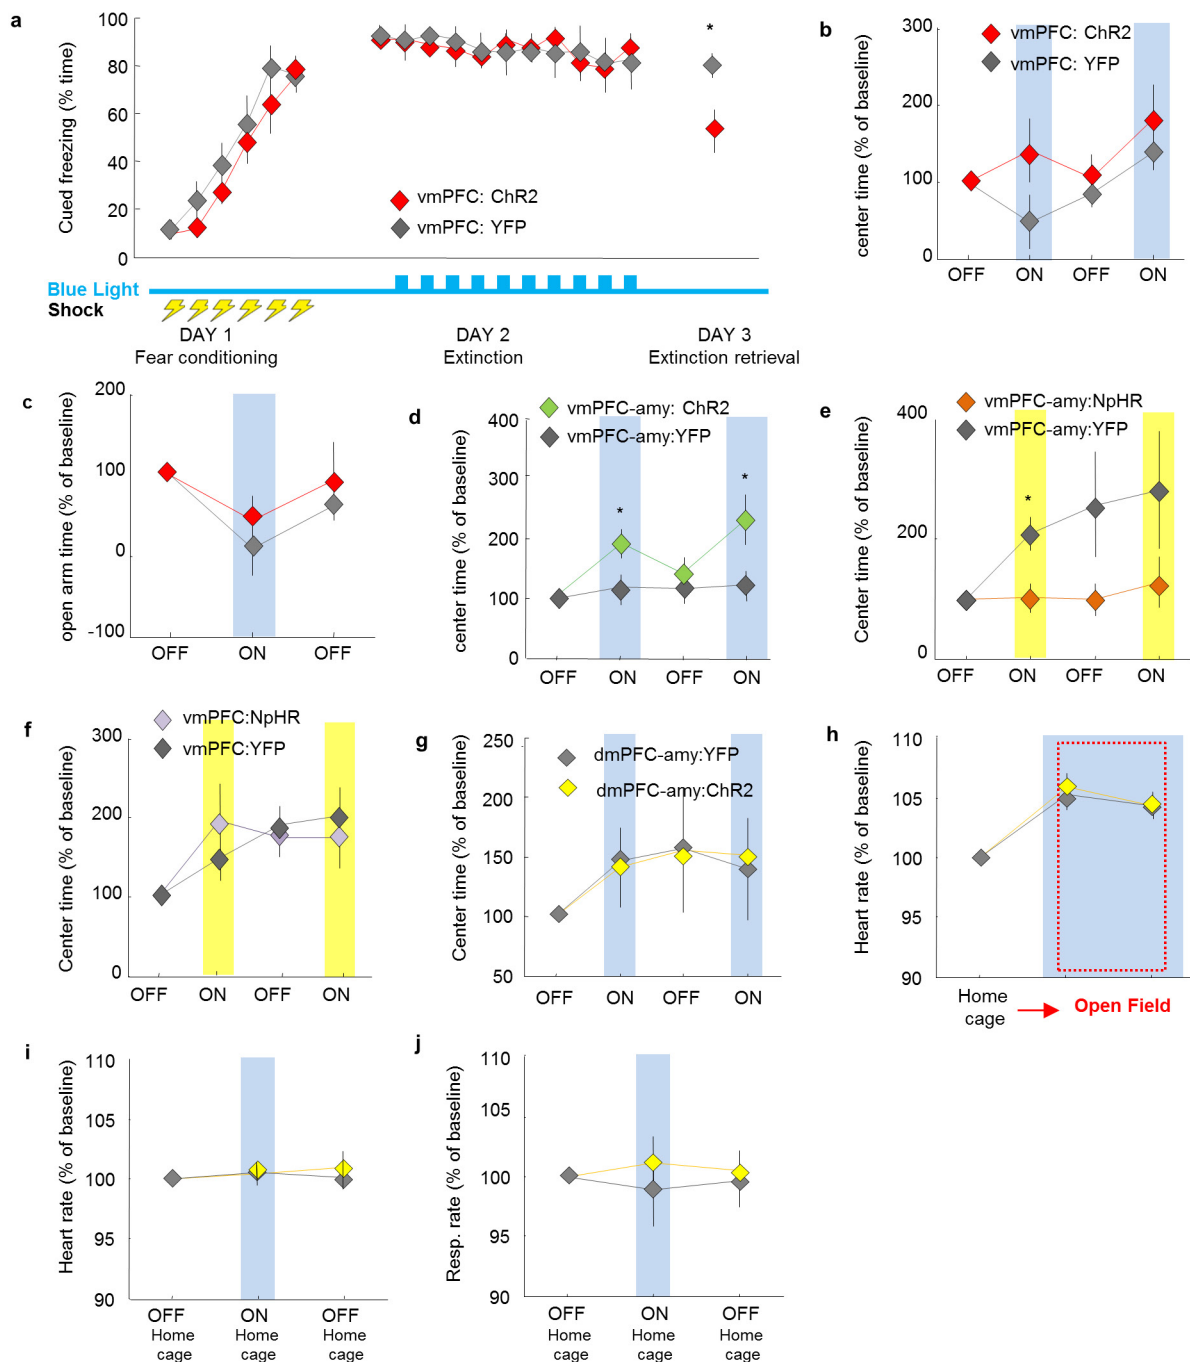 a
Cued freezing (% time)
100
80
60
40
20
0
*
vmPFC: ChR2
vmPFC: YFP
Blue Light
Shock
DAY 1
Fear conditioning
DAY 2
Extinction
DAY 3
Extinction retrieval
b
center time (% of baseline)
300
200
100
0
vmPFC: ChR2
vmPFC: YFP
OFF
ON
OFF
ON
c
open arm time (% of baseline)
200
100
0
-100
OFF
ON
OFF
d
center time (% of baseline)
400
300
200
100
0
vmPFC-amy: ChR2
vmPFC-amy:YFP
*
*
OFF
ON
OFF
ON
e
Center time (% of baseline)
400
200
0
vmPFC-amy:NpHR
vmPFC-amy:YFP
*
OFF
ON
OFF
ON
f
Center time (% of baseline)
300
200
100
0
vmPFC:NpHR
vmPFC:YFP
OFF
ON
OFF
ON
g
Center time (% of baseline)
250
200
150
100
50
dmPFC-amy:YFP
dmPFC-amy:ChR2
OFF
ON
OFF
ON
h
Heart rate (% of baseline)
110
105
100
95
90
Home
cage
Open Field
i
Heart rate (% of baseline)
110
105
100
95
90
OFF
Home
cage
ON
Home
cage
OFF
Home
cage
j
Resp. rate (% of baseline)
110
105
100
95
90
OFF
Home
cage
ON
Home
cage
OFF
Home
cage